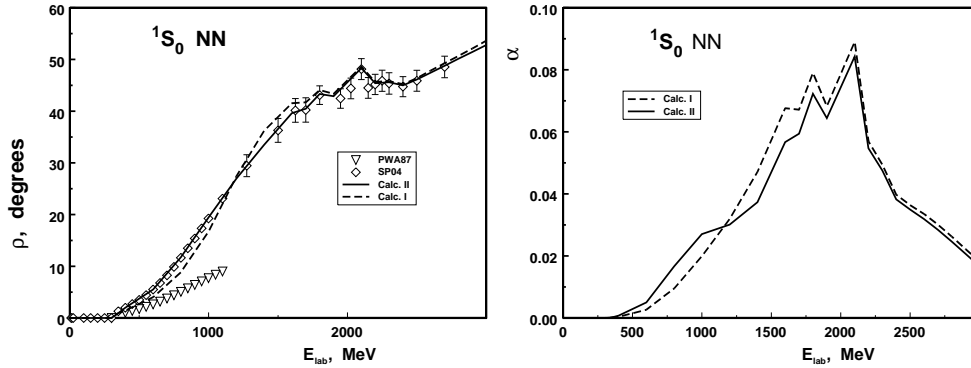 ¹S₀ NN
ρ, degrees
60
50
40
30
20
10
0
PWA87
SP04
Calc. II
Calc. I
0
1000
2000
E_lab, MeV
¹S₀ NN
α
0.10
0.08
0.06
0.04
0.02
0.00
Calc. I
Calc. II
0
500
1000
1500
2000
2500
E_lab, MeV